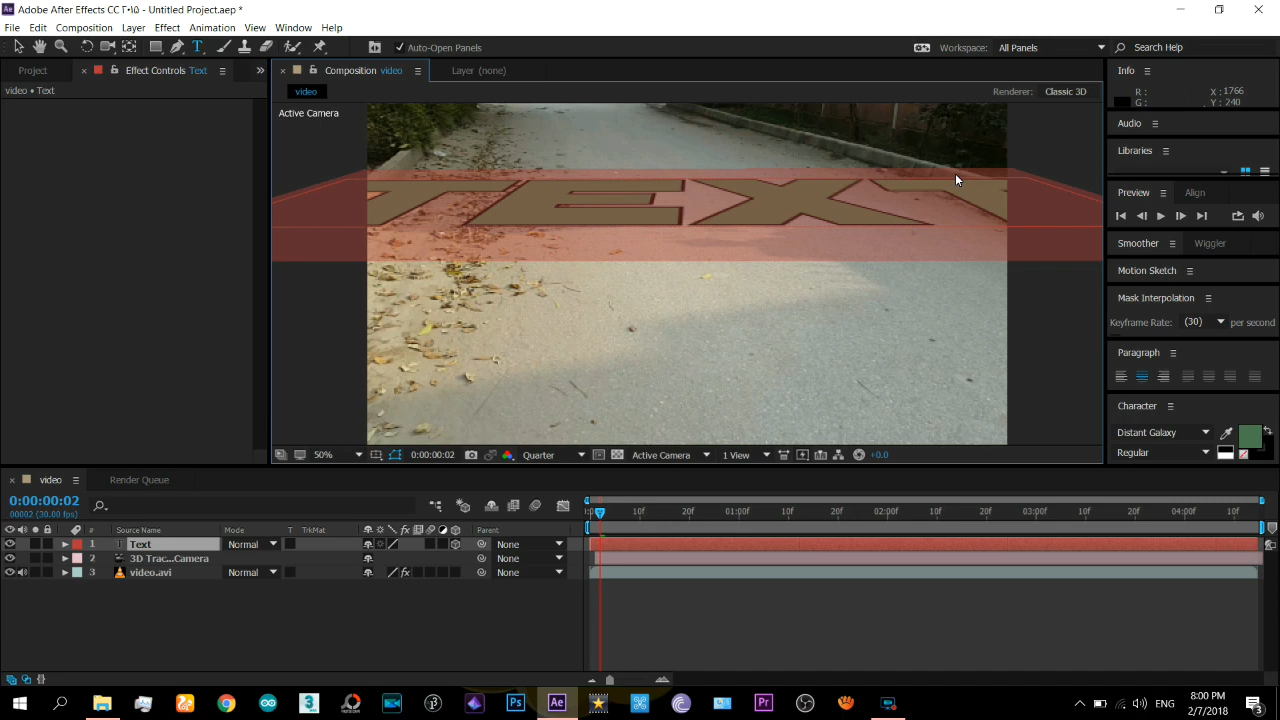 Adobe After Effects CC ٢٠١٥ - Untitled Project.aep *
File Edit Composition Layer Effect Animation View Window Help
Auto-Open Panels
Workspace: All Panels
Search Help
Project
Effect Controls Text
Composition video
Layer (none)
Info
video • Text
video
Renderer: Classic 3D
R :
G :
X : 1766
Y : 240
Active Camera
Audio
Libraries
TEXT
Preview
Align
Smoother
Wiggler
Motion Sketch
Mask Interpolation
Keyframe Rate: (30) per second
Paragraph
Character
Distant Galaxy
Regular
50%
0:00:00:02
Quarter
Active Camera
1 View
+0.0
video
Render Queue
0:00:00:02
00002 (30.00 fps)
10f 20f 01:00f 10f 20f 02:00f 10f 20f 03:00f 10f 20f 04:00f 10f
# Source Name Mode T TrkMat Parent
1 Text Normal None
2 3D Trac...Camera None
3 video.avi Normal None
8:00 PM
ENG
2/7/2018
3